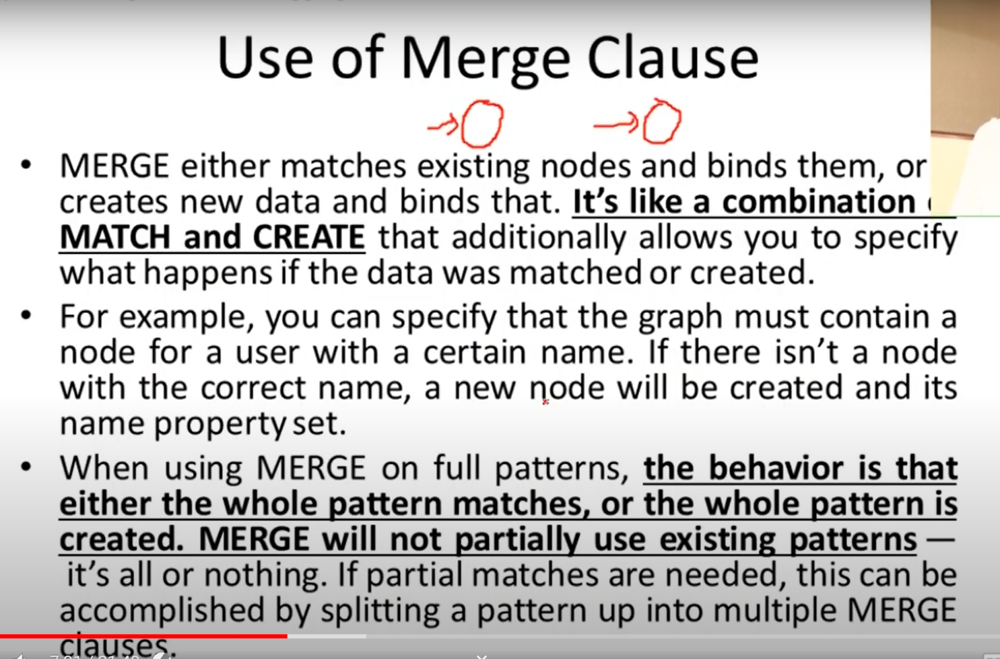 Use of Merge Clause
• MERGE either matches existing nodes and binds them, or
creates new data and binds that. It’s like a combination
MATCH and CREATE that additionally allows you to specify
what happens if the data was matched or created.
• For example, you can specify that the graph must contain a
node for a user with a certain name. If there isn’t a node
with the correct name, a new node will be created and its
name property set.
• When using MERGE on full patterns, the behavior is that
either the whole pattern matches, or the whole pattern is
created. MERGE will not partially use existing patterns —
it’s all or nothing. If partial matches are needed, this can be
accomplished by splitting a pattern up into multiple MERGE
clauses.